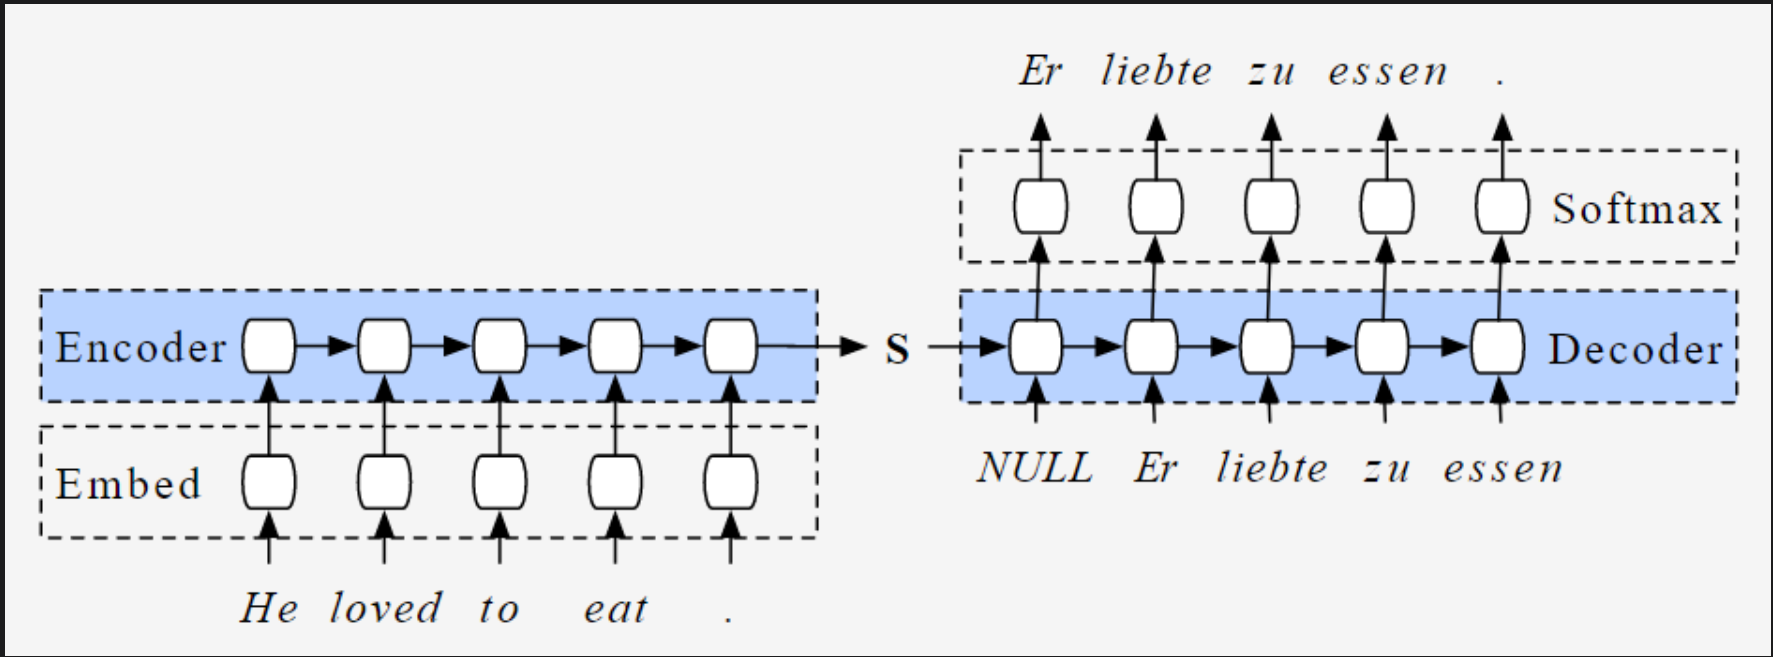 Er liebte zu essen .
Softmax
Encoder
S
Decoder
Embed
NULL Er liebte zu essen
He loved to eat .